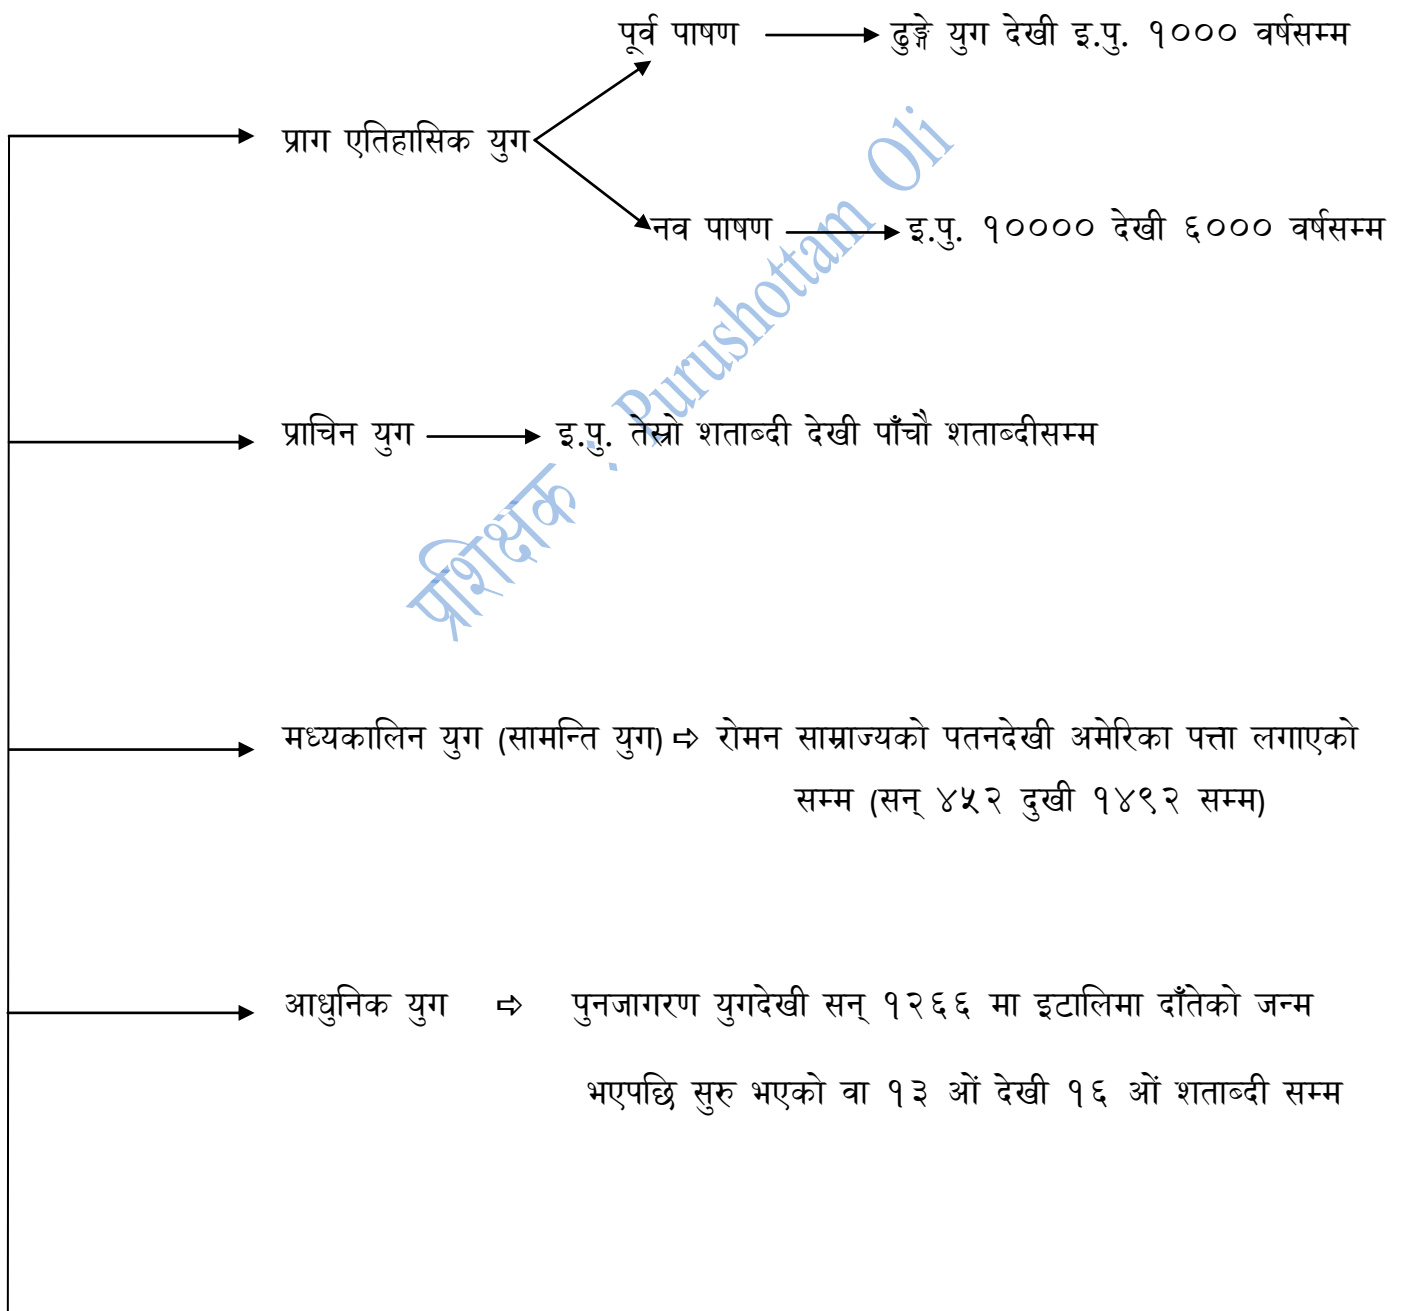 पूर्व पाषण ढुङ्गे युग देखी इ.पु. १००० वर्षसम्म
प्राग एतिहासिक युग
नव पाषण इ.पु. १०००० देखी ६००० वर्षसम्म
प्राचिन युग इ.पु. तेस्रो शताब्दी देखी पाँचौ शताब्दीसम्म
प्रशिक्षक : Purushottam Oli
मध्यकालिन युग (सामन्ति युग) ⇨ रोमन साम्राज्यको पतनदेखी अमेरिका पत्ता लगाएको
सम्म (सन् ४५२ दुखी १४९२ सम्म)
आधुनिक युग ⇨ पुनजागरण युगदेखी सन् १२६६ मा इटालिमा दाँतेको जन्म
भएपछि सुरु भएको वा १३ ओं देखी १६ ओं शताब्दी सम्म